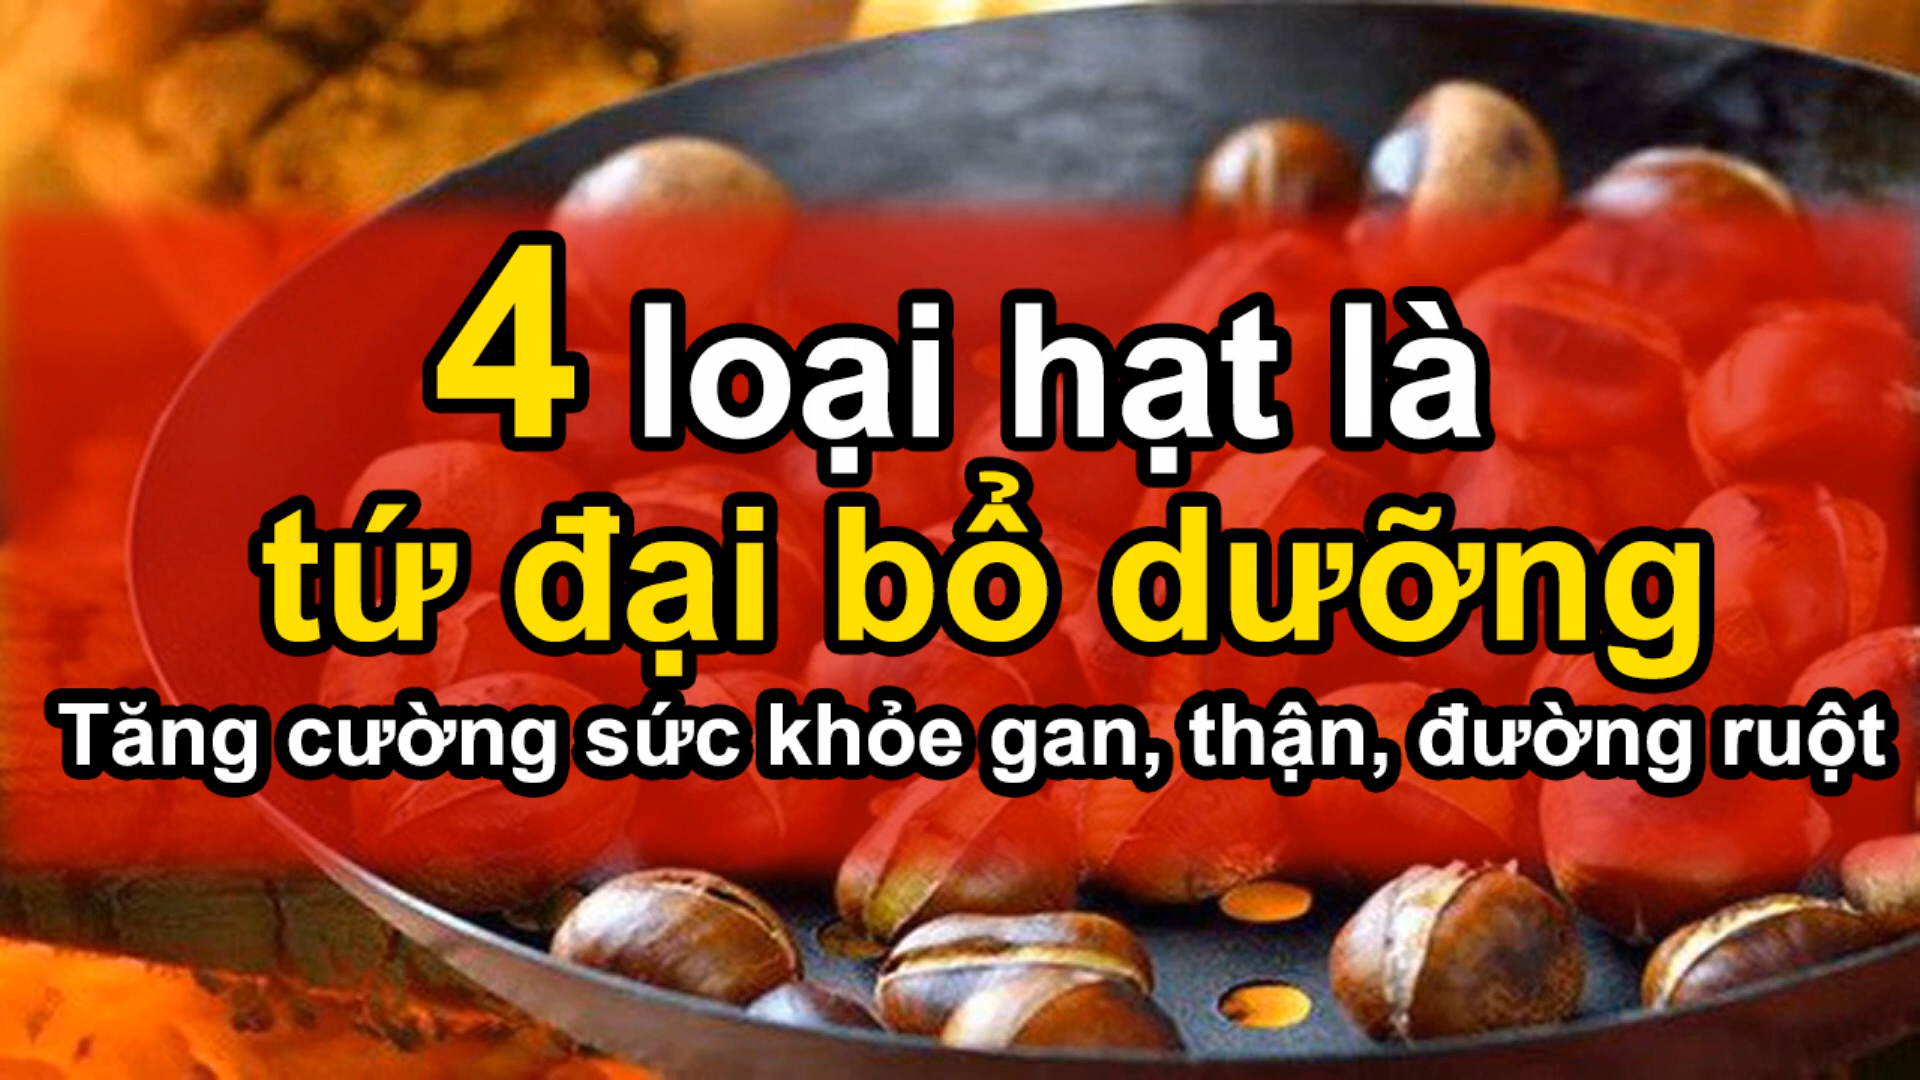 4 loại hạt là
tứ đại bổ dưỡng
Tăng cường sức khỏe gan, thận, đường ruột